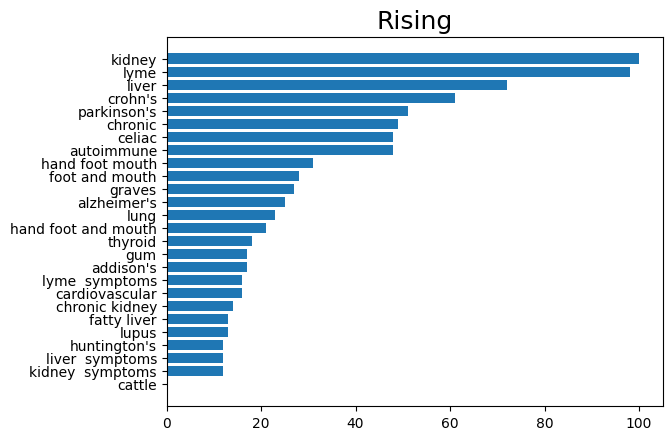 Rising
kidney
lyme
liver
crohn's
parkinson's
chronic
celiac
autoimmune
hand foot mouth
foot and mouth
graves
alzheimer's
lung
hand foot and mouth
thyroid
gum
addison's
lyme  symptoms
cardiovascular
chronic kidney
fatty liver
lupus
huntington's
liver  symptoms
kidney  symptoms
cattle
0 20 40 60 80 100